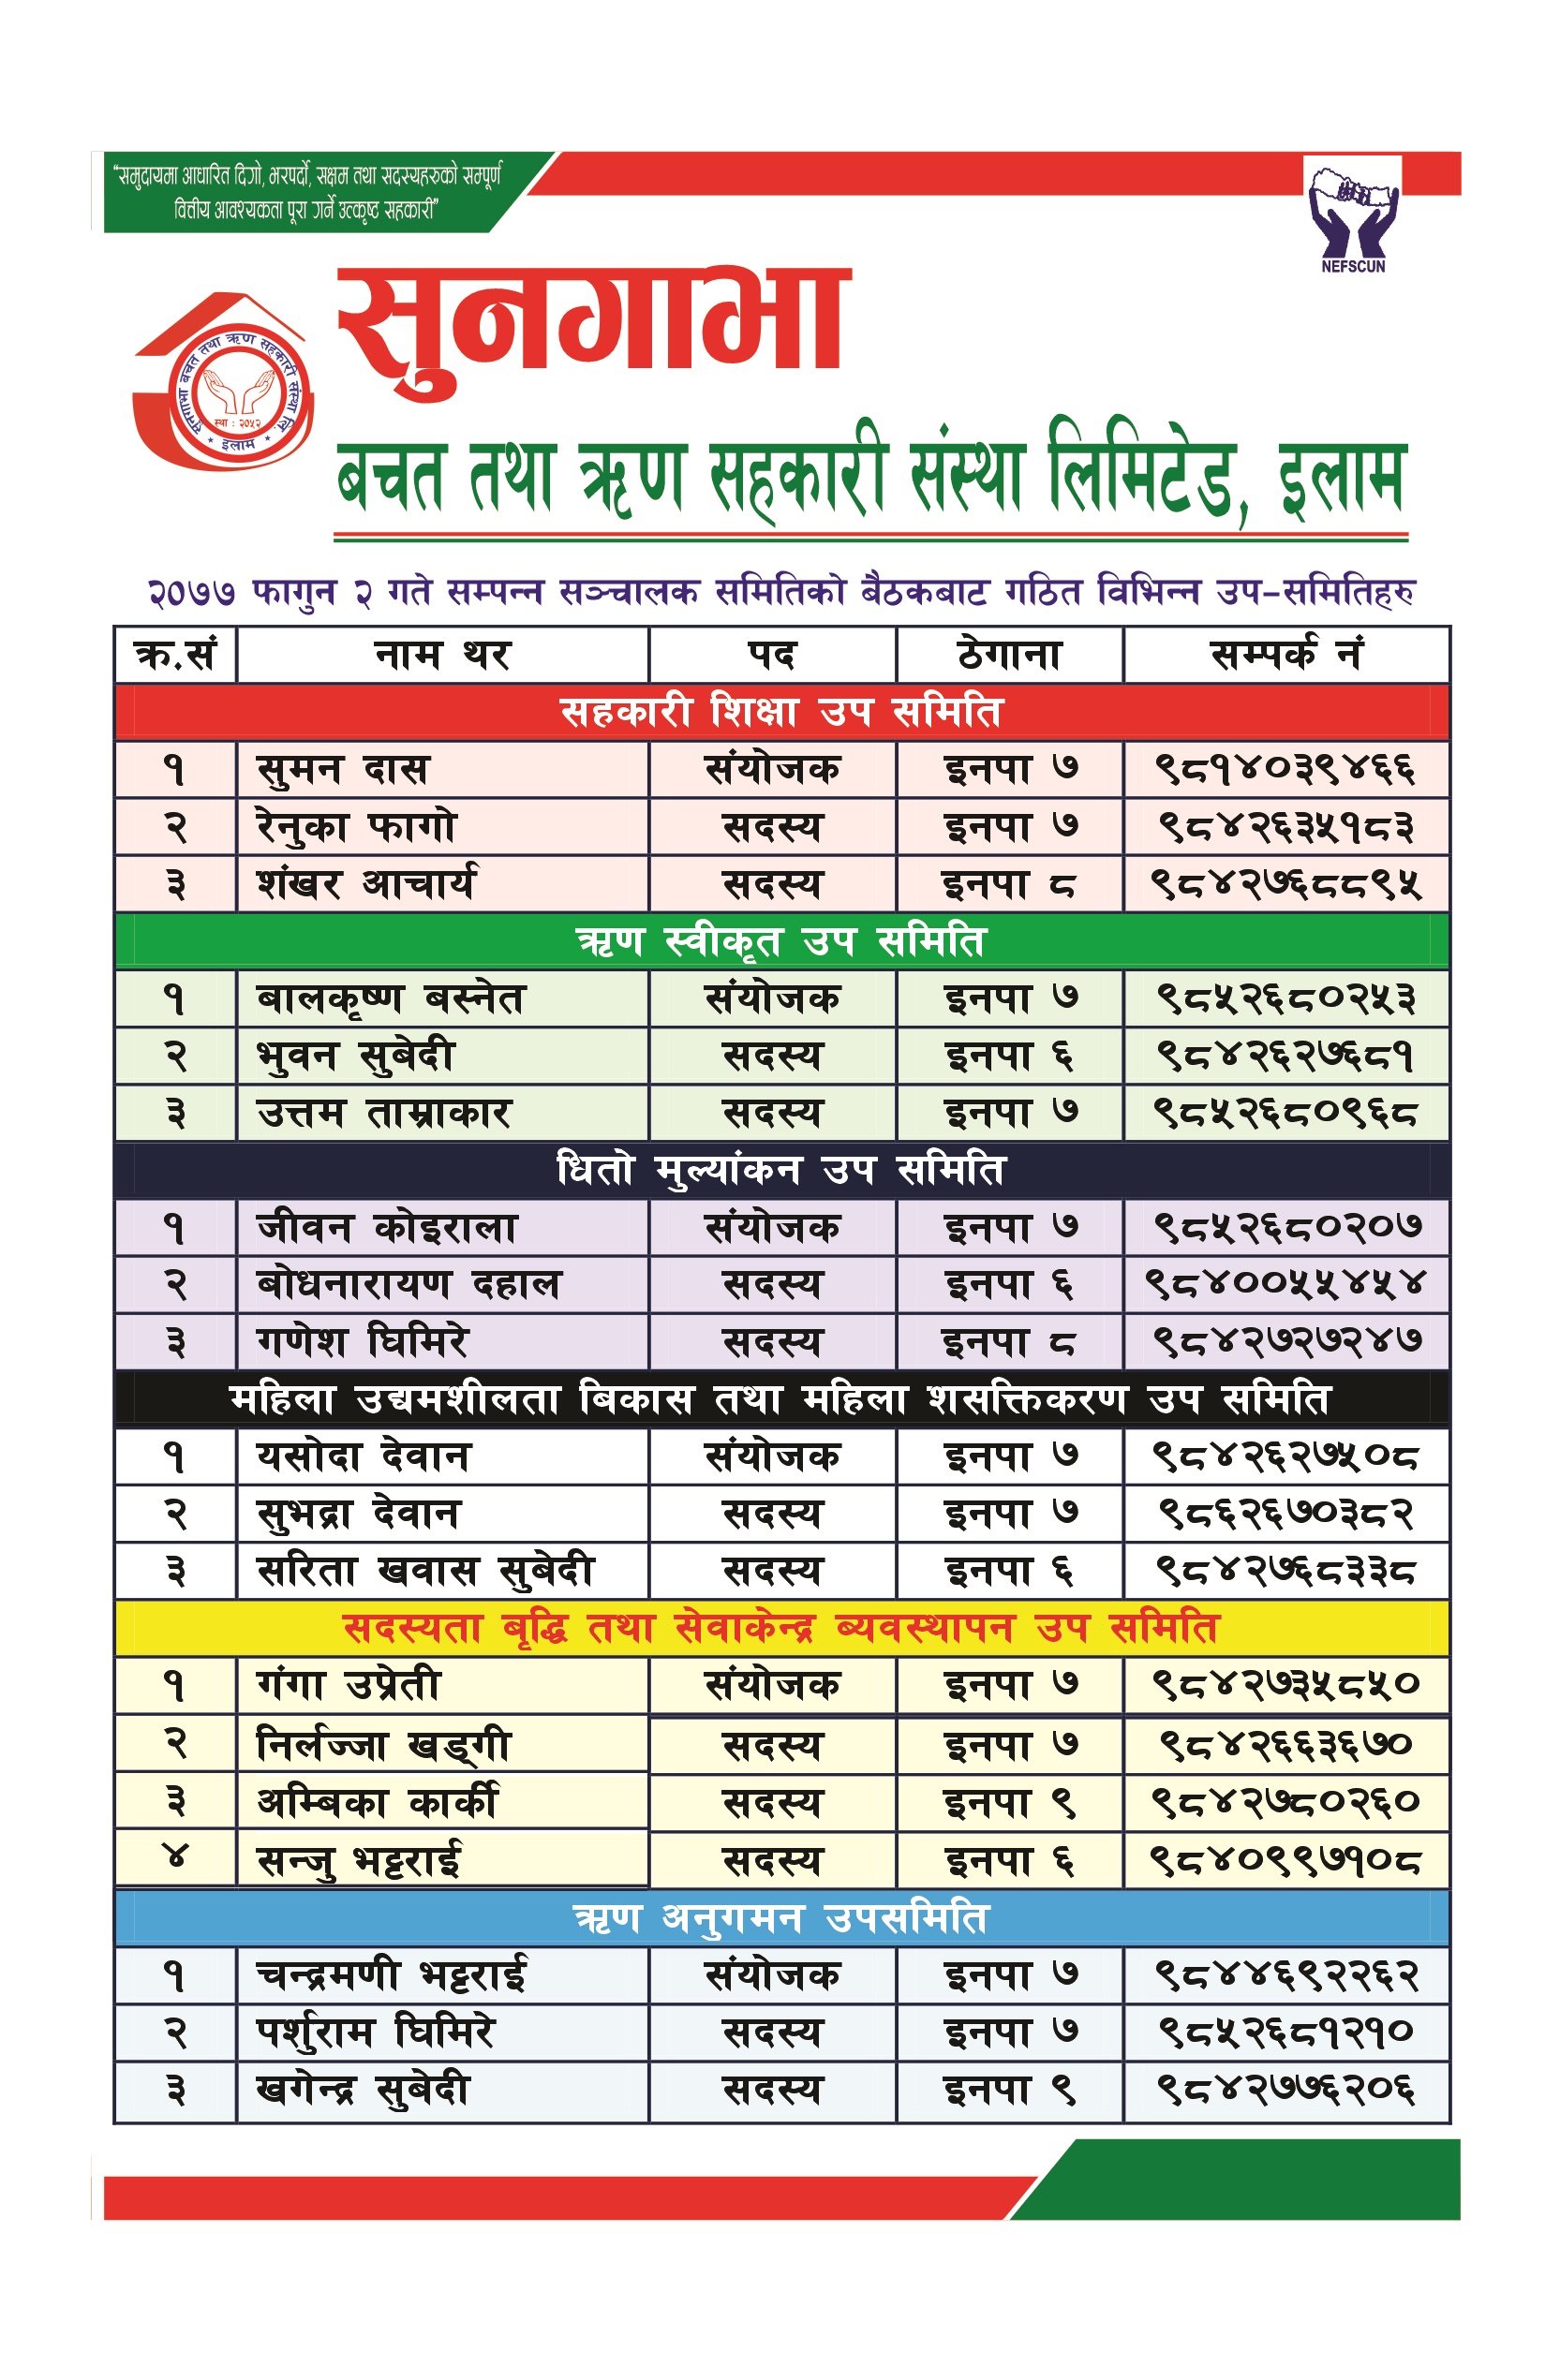 “समुदायमा आधारित दिगो, भरपर्दो, सक्षम तथा सदस्यहरुको सम्पूर्ण
वित्तीय आवश्यकता पूरा गर्ने उत्कृष्ट सहकारी”
NEFSCUN
सुनगाभा
सुनगाभा बचत तथा ऋण सहकारी संस्था लि.
स्था : २०५२
* इलाम *
बचत तथा ऋण सहकारी संस्था लिमिटेड, इलाम
२०७७ फागुन २ गते सम्पन्न सञ्चालक समितिको बैठकबाट गठित विभिन्न उप-समितिहरु
क्र.सं नाम थर पद ठेगाना सम्पर्क नं
सहकारी शिक्षा उप समिति
१ सुमन दास संयोजक इनपा ७ ९८१४०३९४६६
२ रेनुका फागो सदस्य इनपा ७ ९८४२६३५१८३
३ शंखर आचार्य सदस्य इनपा ८ ९८४२७६८८९५
ऋण स्वीकृत उप समिति
१ बालकृष्ण बस्नेत संयोजक इनपा ७ ९८५२६८०२५३
२ भुवन सुबेदी सदस्य इनपा ६ ९८४२६२७६८१
३ उत्तम ताम्राकार सदस्य इनपा ७ ९८५२६८०९६८
धितो मुल्यांकन उप समिति
१ जीवन कोइराला संयोजक इनपा ७ ९८५२६८०२०७
२ बोधनारायण दहाल सदस्य इनपा ६ ९८४००५५४५४
३ गणेश घिमिरे सदस्य इनपा ८ ९८४२७२७२४७
महिला उद्यमशीलता बिकास तथा महिला शसक्तिकरण उप समिति
१ यसोदा देवान संयोजक इनपा ७ ९८४२६२७५०८
२ सुभद्रा देवान सदस्य इनपा ७ ९८६२६७०३८२
३ सरिता खवास सुबेदी सदस्य इनपा ६ ९८४२७६८३३८
सदस्यता बृद्धि तथा सेवाकेन्द्र ब्यवस्थापन उप समिति
१ गंगा उप्रेती संयोजक इनपा ७ ९८४२७३५८५०
२ निर्लज्जा खड्गी सदस्य इनपा ७ ९८४२६६३६७०
३ अम्बिका कार्की सदस्य इनपा ९ ९८४२७८०२६०
४ सन्जु भट्टराई सदस्य इनपा ६ ९८४०९९७१०८
ऋण अनुगमन उपसमिति
१ चन्द्रमणी भट्टराई संयोजक इनपा ७ ९८४४६९२२६२
२ पर्शुराम घिमिरे सदस्य इनपा ७ ९८५२६८१२१०
३ खगेन्द्र सुबेदी सदस्य इनपा ९ ९८४२७७६२०६